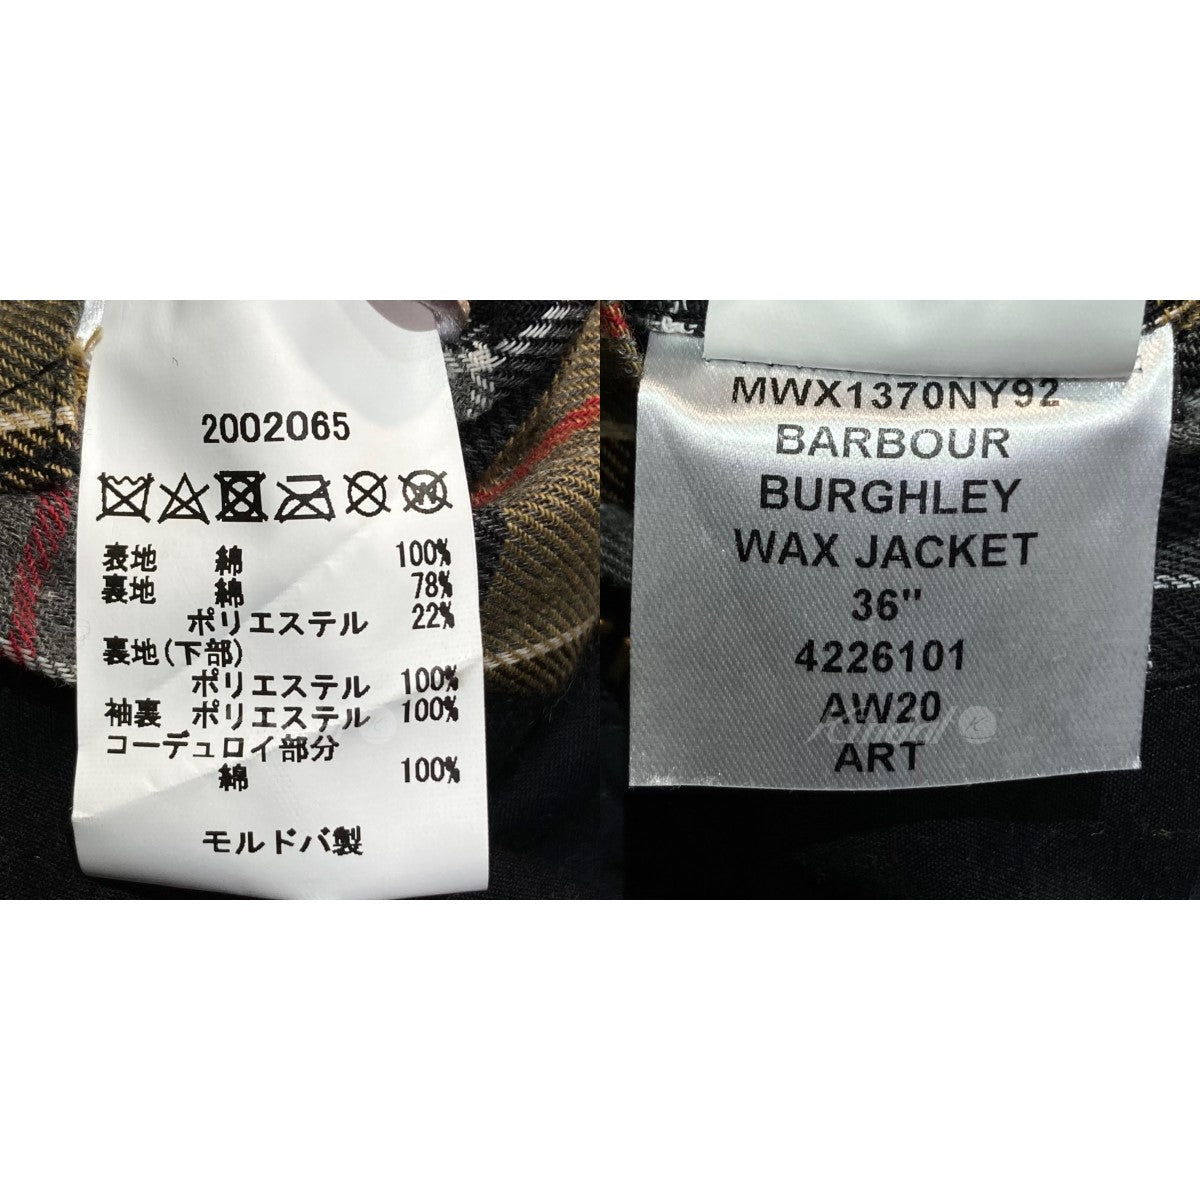 2002065
表地 綿 100%
裏地 綿 78%
ポリエステル 22%
裏地(下部)
ポリエステル 100%
袖裏 ポリエステル 100%
コーデュロイ部分
綿 100%
モルドバ製
MWX1370NY92
BARBOUR
BURGHLEY
WAX JACKET
36"
4226101
AW20
ART